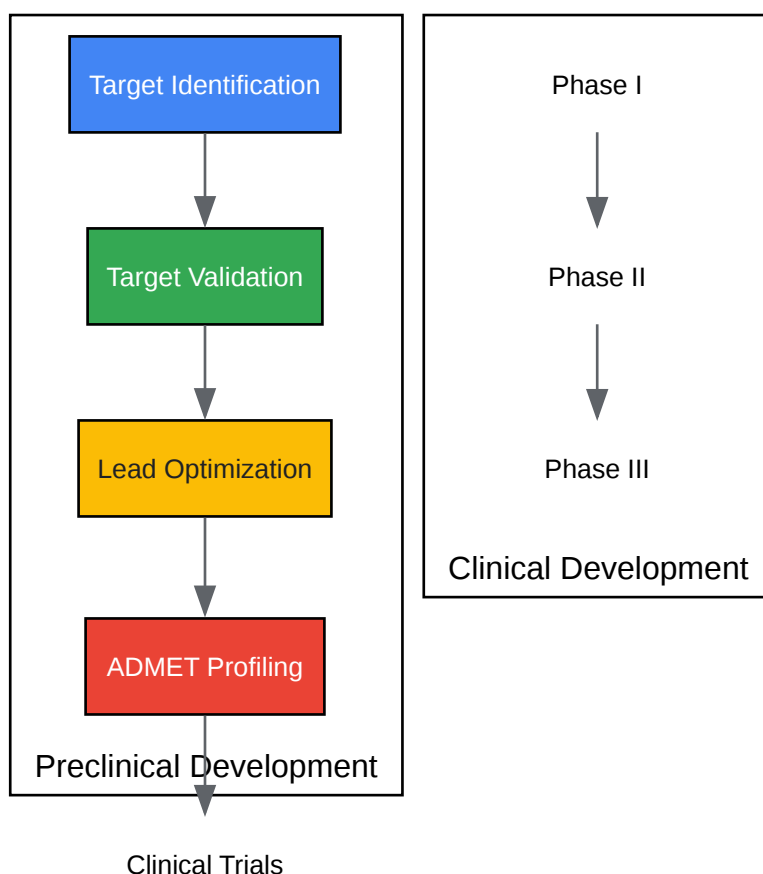 Target Identification
Target Validation
Lead Optimization
ADMET Profiling
Preclinical Development
Clinical Trials
Phase I
Phase II
Phase III
Clinical Development